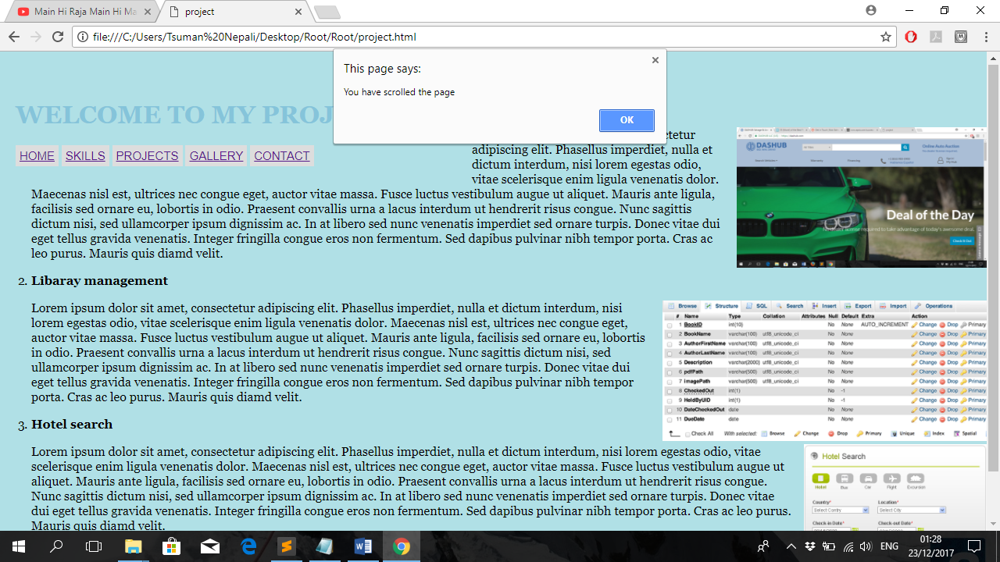 Main Hi Raja Main Hi Ma
project
file:///C:/Users/Tsuman%20Nepali/Desktop/Root/Root/project.html
This page says:
You have scrolled the page
OK
WELCOME TO MY PROJ
HOME SKILLS PROJECTS GALLERY CONTACT
etetur
adipiscing elit. Phasellus imperdiet, nulla et
dictum interdum, nisi lorem egestas odio,
vitae scelerisque enim ligula venenatis dolor.
Maecenas nisl est, ultrices nec congue eget, auctor vitae massa. Fusce luctus vestibulum augue ut aliquet. Mauris ante ligula,
facilisis sed ornare eu, lobortis in odio. Praesent convallis urna a lacus interdum ut hendrerit risus congue. Nunc sagittis
dictum nisi, sed ullamcorper ipsum dignissim ac. In at libero sed nunc venenatis imperdiet sed ornare turpis. Donec vitae dui
eget tellus gravida venenatis. Integer fringilla congue eros non fermentum. Sed dapibus pulvinar nibh tempor porta. Cras ac
leo purus. Mauris quis diamd velit.
DASHUB
Online Auto Auction
Warranty
Financing
Deal of the Day
dealer license required to take advantage of today's awesome deal.
Check it Out
2. Libaray management
Lorem ipsum dolor sit amet, consectetur adipiscing elit. Phasellus imperdiet, nulla et dictum interdum, nisi
lorem egestas odio, vitae scelerisque enim ligula venenatis dolor. Maecenas nisl est, ultrices nec congue eget,
auctor vitae massa. Fusce luctus vestibulum augue ut aliquet. Mauris ante ligula, facilisis sed ornare eu, lobortis
in odio. Praesent convallis urna a lacus interdum ut hendrerit risus congue. Nunc sagittis dictum nisi, sed
ullamcorper ipsum dignissim ac. In at libero sed nunc venenatis imperdiet sed ornare turpis. Donec vitae dui
eget tellus gravida venenatis. Integer fringilla congue eros non fermentum. Sed dapibus pulvinar nibh tempor
porta. Cras ac leo purus. Mauris quis diamd velit.
Browse Structure SQL Search Insert Export Import Operations
# Name Type Collation Attributes Null Default Extra Action
1 BookID int(10) No None AUTO_INCREMENT Change Drop Primary
2 BookName varchar(100) utf8_unicode_ci No None Change Drop Primary
3 AuthorFirstName varchar(100) utf8_unicode_ci No None Change Drop Primary
4 AuthorLastName varchar(100) utf8_unicode_ci No None Change Drop Primary
5 Description varchar(2000) utf8_unicode_ci No None Change Drop Primary
6 pdfPath varchar(500) utf8_unicode_ci No None Change Drop Primary
7 imagePath varchar(500) utf8_unicode_ci No None Change Drop Primary
8 CheckedOut int(1) No -1 Change Drop Primary
9 HeldByUID int(1) No -1 Change Drop Primary
10 DateCheckedOut date No None Change Drop Primary
11 DueDate date No None Change Drop Primary
Check All With selected: Browse Change Drop Primary Unique Index Spatial
3. Hotel search
Lorem ipsum dolor sit amet, consectetur adipiscing elit. Phasellus imperdiet, nulla et dictum interdum, nisi lorem egestas odio, vitae
scelerisque enim ligula venenatis dolor. Maecenas nisl est, ultrices nec congue eget, auctor vitae massa. Fusce luctus vestibulum augue ut
aliquet. Mauris ante ligula, facilisis sed ornare eu, lobortis in odio. Praesent convallis urna a lacus interdum ut hendrerit risus congue.
Nunc sagittis dictum nisi, sed ullamcorper ipsum dignissim ac. In at libero sed nunc venenatis imperdiet sed ornare turpis. Donec vitae
dui eget tellus gravida venenatis. Integer fringilla congue eros non fermentum. Sed dapibus pulvinar nibh tempor porta. Cras ac leo purus.
Mauris quis diamd velit.
Hotel Search
Hotel Bus Car Flight Excursion
Country* Location*
Select Contry Select City
Check-in Date* Check-out Date*
ENG
01:28
23/12/2017